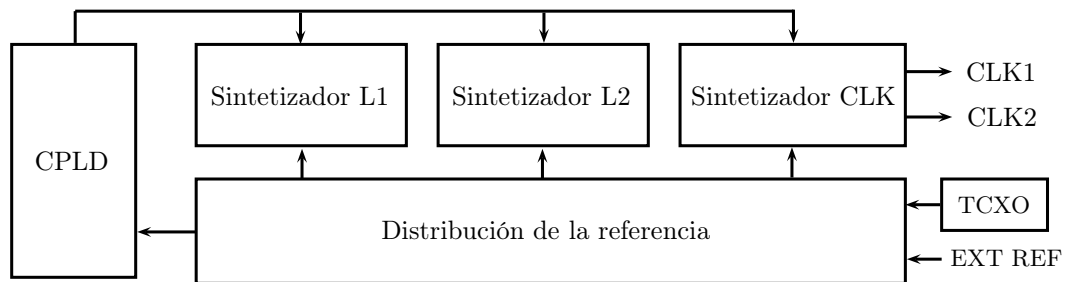 Sintetizador L1
Sintetizador L2
Sintetizador CLK
CLK1
CLK2
CPLD
Distribución de la referencia
TCXO
EXT REF